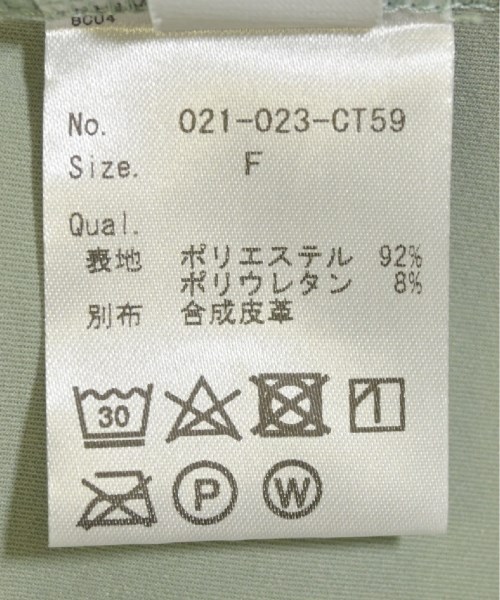 BC04
No. 021-023-CT59
Size. F
Qual.
表地 ポリエステル 92%
ポリウレタン 8%
別布 合成皮革
30
P W